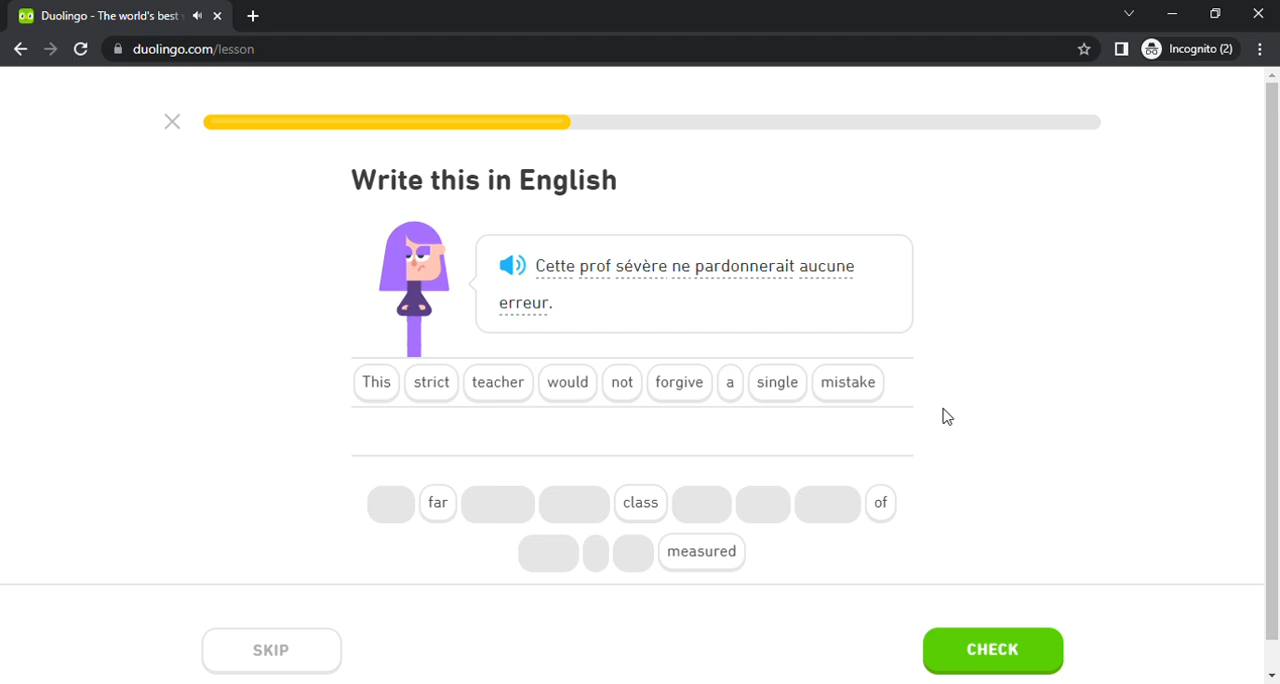 Duolingo - The world's best
duolingo.com/lesson
Incognito (2)
Write this in English
Cette prof sévère ne pardonnerait aucune
erreur.
This strict teacher would not forgive a single mistake
far class of
measured
SKIP CHECK